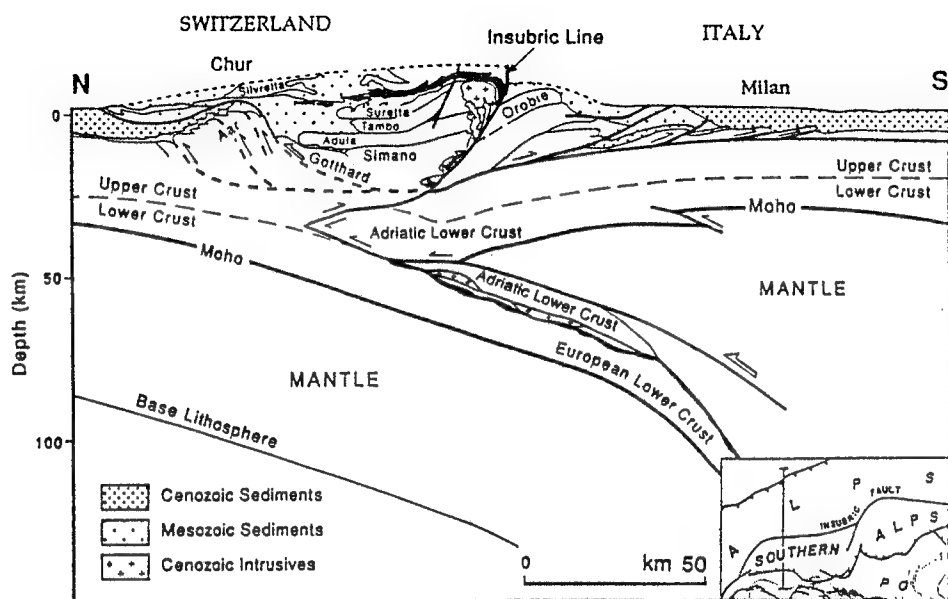 SWITZERLAND
ITALY
Insubric Line
N
S
Chur
Milan
Silvretta
Suretta
Tambo
Adula
Simano
Orobie
Aar
Gotthard
0
Upper Crust
Lower Crust
Upper Crust
Lower Crust
Moho
Moho
Adriatic Lower Crust
Adriatic Lower Crust
European Lower Crust
MANTLE
MANTLE
Base Lithosphere
Depth (km)
50
100
Cenozoic Sediments
Mesozoic Sediments
Cenozoic Intrusives
0 km 50
A L P S
INSUBRIC FAULT
SOUTHERN ALPS
PO